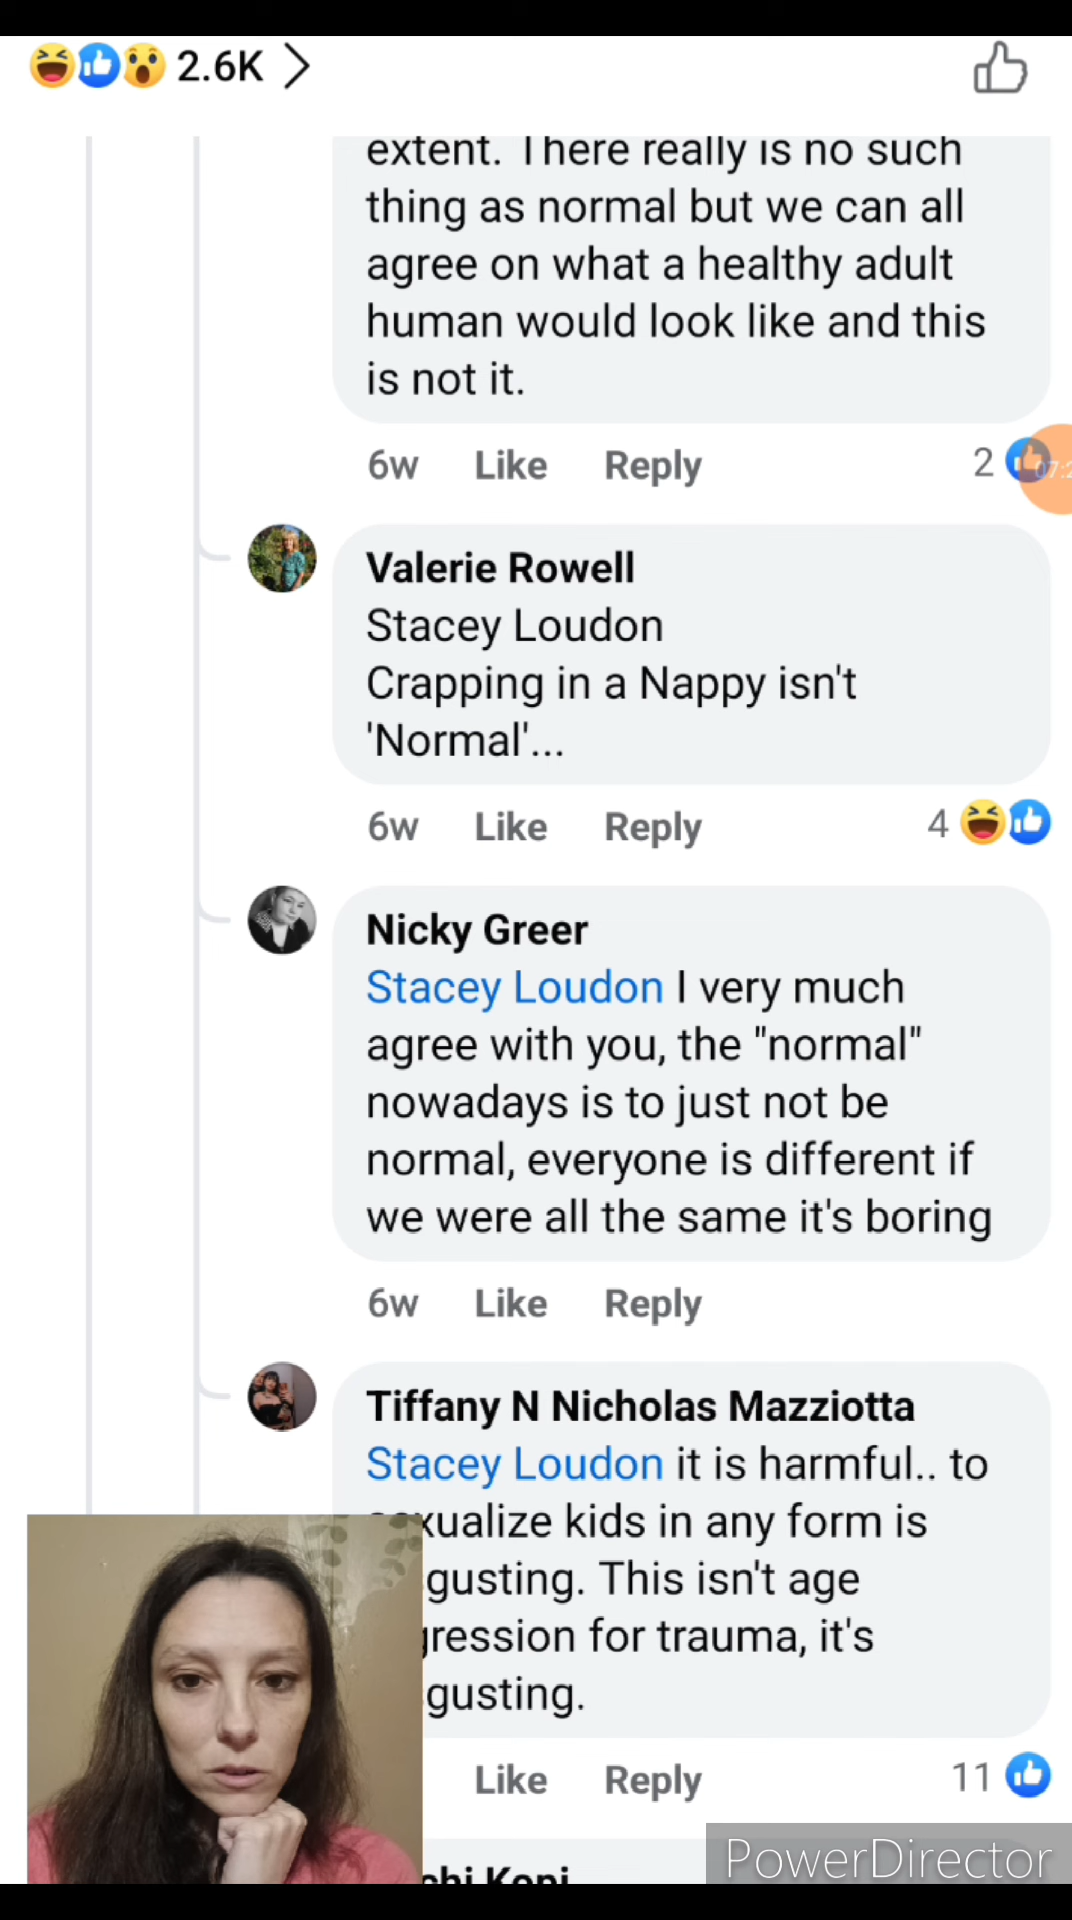 2.6K
extent. There really is no such
thing as normal but we can all
agree on what a healthy adult
human would look like and this
is not it.
6w Like Reply 2
07:2
Valerie Rowell
Stacey Loudon
Crapping in a Nappy isn't
'Normal'...
6w Like Reply 4
Nicky Greer
Stacey Loudon I very much
agree with you, the "normal"
nowadays is to just not be
normal, everyone is different if
we were all the same it's boring
6w Like Reply
Tiffany N Nicholas Mazziotta
Stacey Loudon it is harmful.. to
xualize kids in any form is
gusting. This isn't age
gression for trauma, it's
gusting.
Like Reply 11
PowerDirector